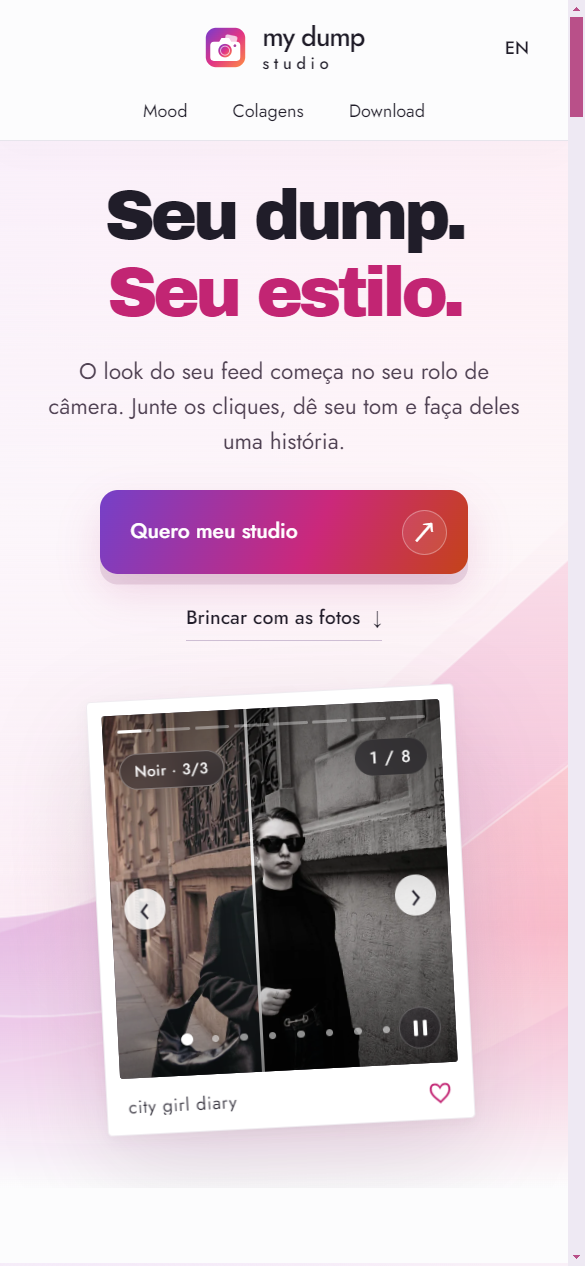 my dump
studio
EN
Mood
Colagens
Download
Seu dump.
Seu estilo.
O look do seu feed começa no seu rolo de
câmera. Junte os cliques, dê seu tom e faça deles
uma história.
Quero meu studio ↗
Brincar com as fotos ↓
Noir · 3/3
1 / 8
city girl diary